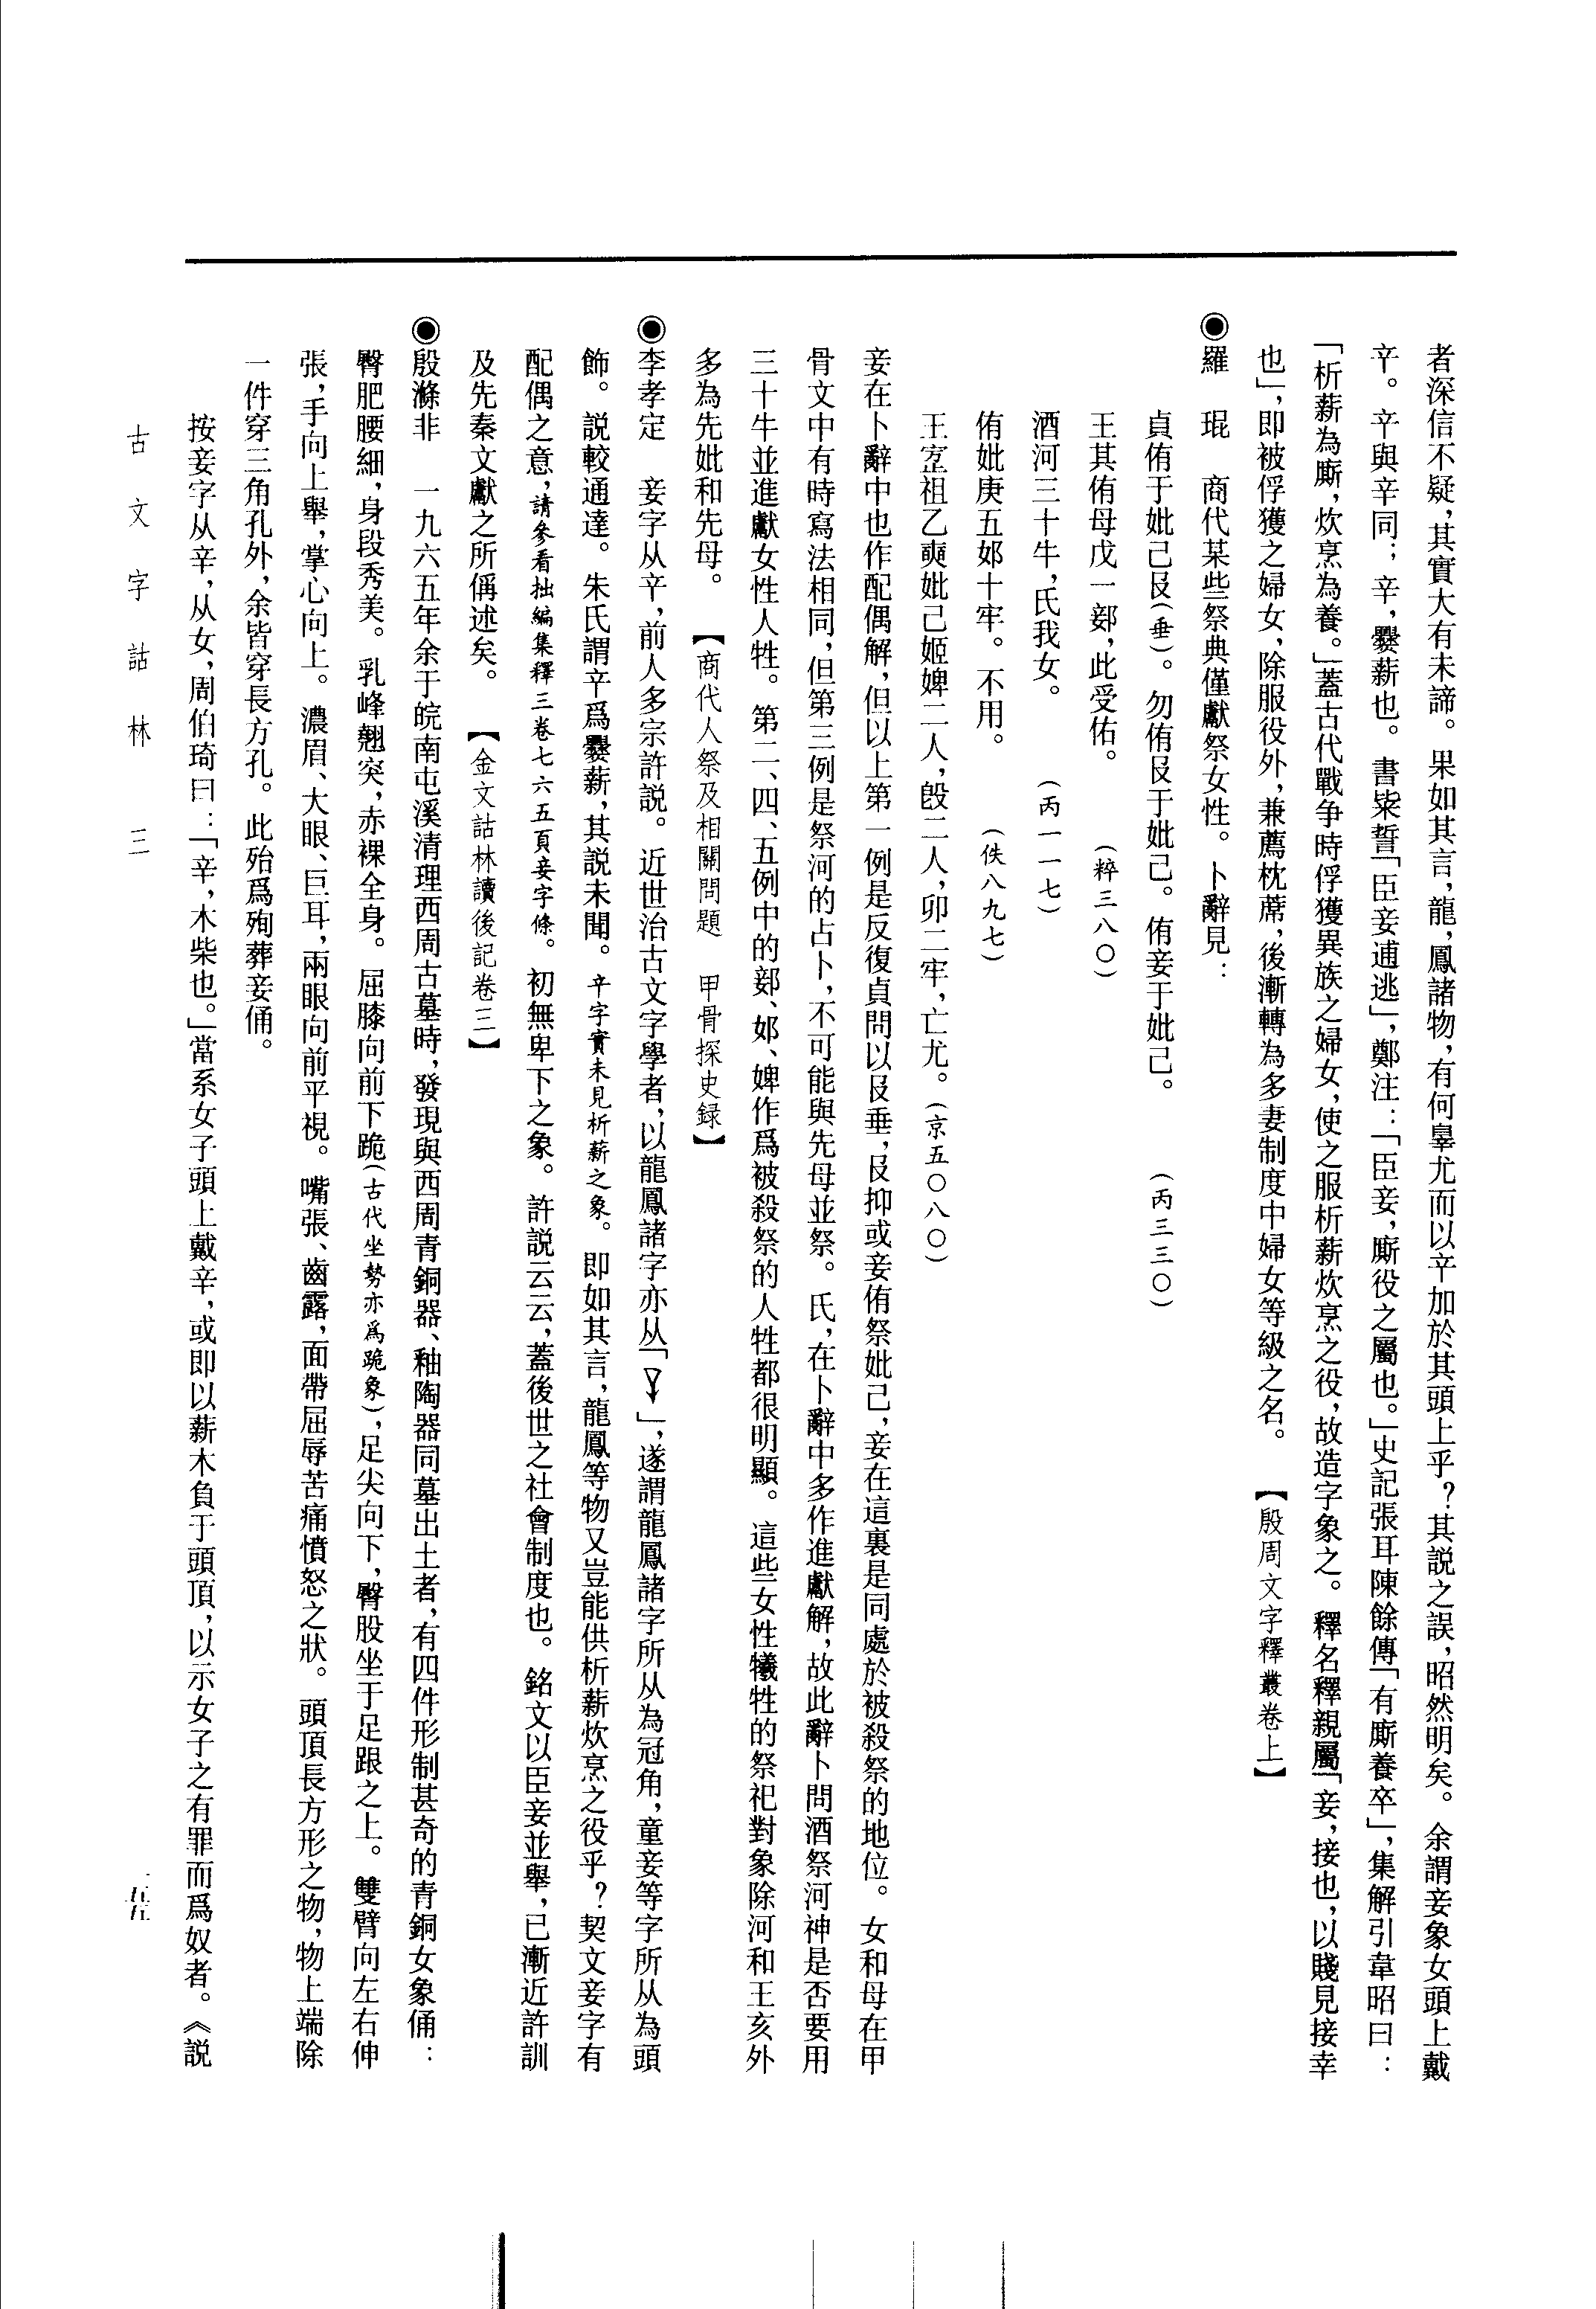 者深信不疑，其實大有未諦。果如其言，龍，鳳諸物，有何辠尤而以䇂加於其頭上乎？其説之誤，昭然明矣。余謂妾象女頭上戴
䇂。䇂與辛同；辛，爨薪也。書粊誓「臣妾逋逃」，鄭注：「臣妾，廝役之屬也。」史記張耳陳餘傳「有廝養卒」，集解引韋昭曰：
「析薪為廝，炊烹為養。」蓋古代戰争時俘獲異族之婦女，使之服析薪炊烹之役，故造字象之。釋名釋親屬「妾，接也，以賤見接幸
也」，即被俘獲之婦女，除服役外，兼薦枕蓆，後漸轉為多妻制度中婦女等級之名。【殷周文字釋叢卷上】
◉羅　琨　商代某些祭典僅獻祭女性。卜辭見：
貞侑于妣己𠬝（垂）。勿侑𠬝于妣己。侑妾于妣己。（丙三三〇）
王其侑母戊一㛸，此受佑。（粹三八〇）
酒河三十牛，氏我女。（丙一一七）
侑妣庚五㚼十牢。不用。（佚八九七）
王窒祖乙奭妣己姬婢二人，㱿二人，卯二牢，亡尤。（京五〇八〇）
妾在卜辭中也作配偶解，但以上第一例是反復貞問以𠬝垂，𠬝抑或妾侑祭妣己，妾在這裏是同處於被殺祭的地位。女和母在甲
骨文中有時寫法相同，但第三例是祭河的占卜，不可能與先母並祭。氏，在卜辭中多作進獻解，故此辭卜問酒祭河神是否要用
三十牛並進獻女性人牲。第二、四、五例中的㛸、㚼、婢作爲被殺祭的人牲都很明顯。這些女性犧牲的祭祀對象除河和王亥外
多為先妣和先母。【商代人祭及相關問題　甲骨探史録】
◉李孝定　妾字从䇂，前人多宗許説。近世治古文字學者，以龍鳳諸字亦从「」，遂謂龍鳳諸字所从為冠角，童妾等字所从為頭
飾。説較通達。朱氏謂辛爲爨薪，其説未聞。辛字實未見析薪之象。即如其言，龍鳳等物又豈能供析薪炊烹之役乎？契文妾字有
配偶之意，請參看拙編集釋三卷七六五頁妾字條。初無卑下之象。許説云云，蓋後世之社會制度也。銘文以臣妾並舉，已漸近許訓
及先秦文獻之所偁述矣。【金文詁林讀後記卷三】
◉殷滌非　一九六五年余于皖南屯溪清理西周古墓時，發現與西周青銅器、釉陶器同墓出土者，有四件形制甚奇的青銅女象俑：
臀肥腰細，身段秀美。乳峰翹突，赤裸全身。屈膝向前下跪（古代坐勢亦爲跪象），足尖向下，臀股坐于足跟之上。雙臂向左右伸
張，手向上舉，掌心向上。濃眉、大眼、巨耳，兩眼向前平視。嘴張、齒露，面帶屈辱苦痛憤怒之狀。頭頂長方形之物，物上端除
一件穿三角孔外，余皆穿長方孔。此殆爲殉葬妾俑。
按妾字从辛，从女，周伯琦曰：「辛，木柴也。」當系女子頭上戴辛，或即以薪木負于頭頂，以示女子之有罪而爲奴者。《説
古文字詁林　三